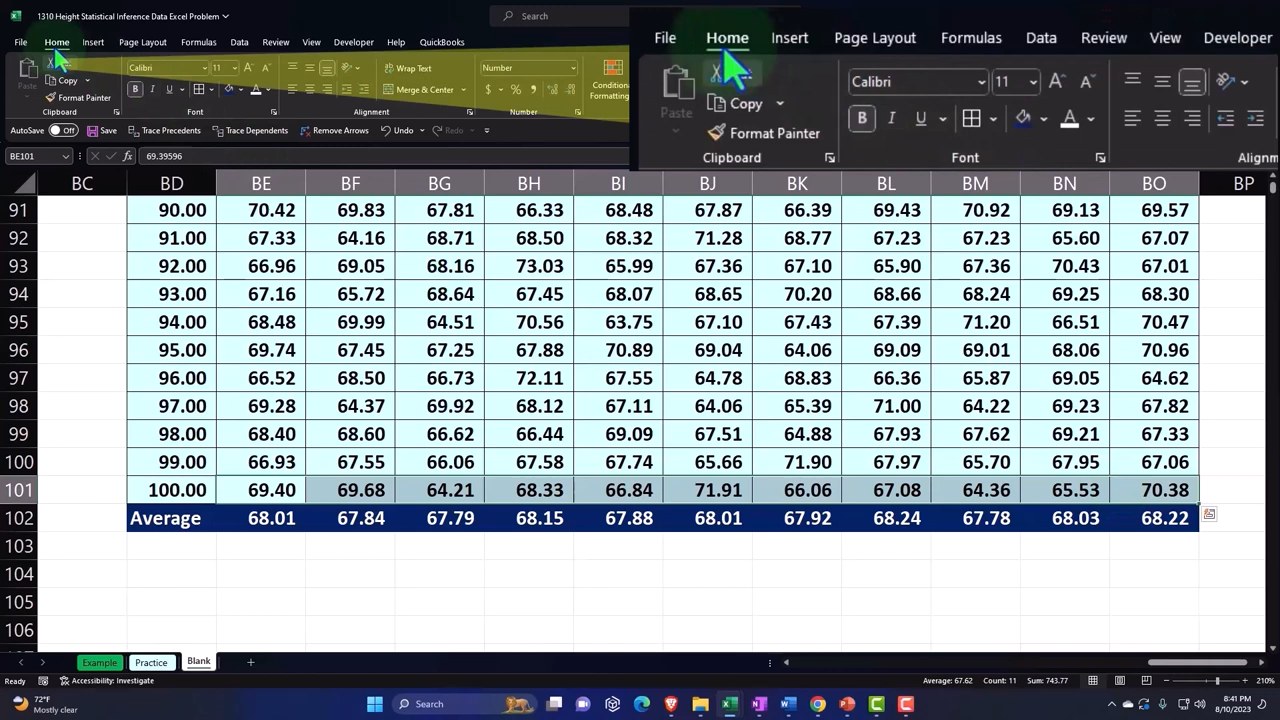 1310 Height Statistical Inference Data Excel Problem
Search
File Home Insert Page Layout Formulas Data Review View Developer Help QuickBooks
Paste
Copy
Format Painter
Clipboard
Calibri 11
B
Wrap Text
Merge & Center
Alignment
Number
$ % ,
Number
Conditional
Formatting
File Home Insert Page Layout Formulas Data Review View Developer
Paste
Copy
Format Painter
Clipboard
Calibri 11
B I U A
Font
Alignm
AutoSave Off Save Trace Precedents Trace Dependents Remove Arrows Undo Redo
BE101 fx 69.39596
BC BD BE BF BG BH BI BJ BK BL BM BN BO BP
91 90.00 70.42 69.83 67.81 66.33 68.48 67.87 66.39 69.43 70.92 69.13 69.57
92 91.00 67.33 64.16 68.71 68.50 68.32 71.28 68.77 67.23 67.23 65.60 67.07
93 92.00 66.96 69.05 68.16 73.03 65.99 67.36 67.10 65.90 67.36 70.43 67.01
94 93.00 67.16 65.72 68.64 67.45 68.07 68.65 70.20 68.66 68.24 69.25 68.30
95 94.00 68.48 69.99 64.51 70.56 63.75 67.10 67.43 67.39 71.20 66.51 70.47
96 95.00 69.74 67.45 67.25 67.88 70.89 69.04 64.06 69.09 69.01 68.06 70.96
97 96.00 66.52 68.50 66.73 72.11 67.55 64.78 68.83 66.36 65.87 69.05 64.62
98 97.00 69.28 64.37 69.92 68.12 67.11 64.06 65.39 71.00 64.22 69.23 67.82
99 98.00 68.40 68.60 66.62 66.44 69.09 67.51 64.88 67.93 67.62 69.21 67.33
100 99.00 66.93 67.55 66.06 67.58 67.74 65.66 71.90 67.97 65.70 67.95 67.06
101 100.00 69.40 69.68 64.21 68.33 66.84 71.91 66.06 67.08 64.36 65.53 70.38
102 Average 68.01 67.84 67.79 68.15 67.88 68.01 67.92 68.24 67.78 68.03 68.22
103
104
105
106
Example Practice Blank
Ready Accessibility: Investigate Average: 67.62 Count: 11 Sum: 743.77 210%
72°F
Mostly clear
Search
8:41 PM
8/10/2023